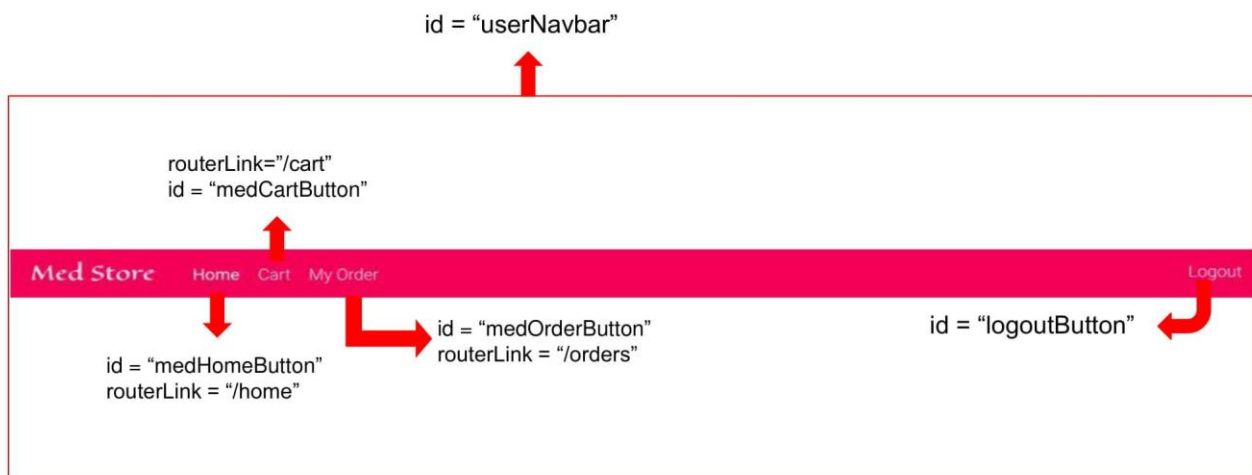 id = “userNavbar”
routerLink=”/cart”
id = “medCartButton”
Med Store Home Cart My Order Logout
id = “medOrderButton”
routerLink = “/orders”
id = “logoutButton”
id = “medHomeButton”
routerLink = “/home”